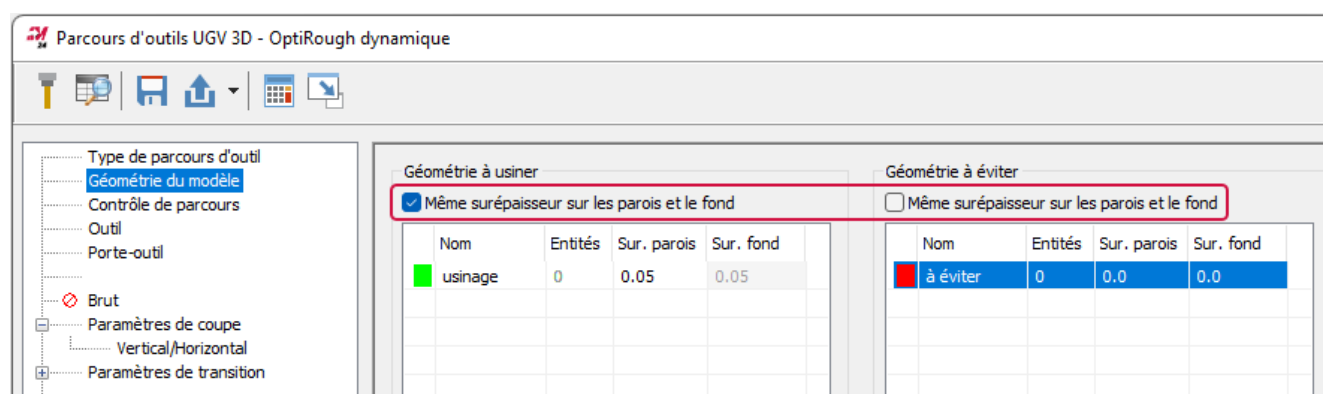 Parcours d'outils UGV 3D - OptiRough dynamique
Type de parcours d'outil
Géométrie du modèle
Contrôle de parcours
Outil
Porte-outil
Brut
Paramètres de coupe
Vertical/Horizontal
Paramètres de transition
Géométrie à usiner
Même surépaisseur sur les parois et le fond
Nom Entités Sur. parois Sur. fond
usinage 0 0.05 0.05
Géométrie à éviter
Même surépaisseur sur les parois et le fond
Nom Entités Sur. parois Sur. fond
à éviter 0 0.0 0.0